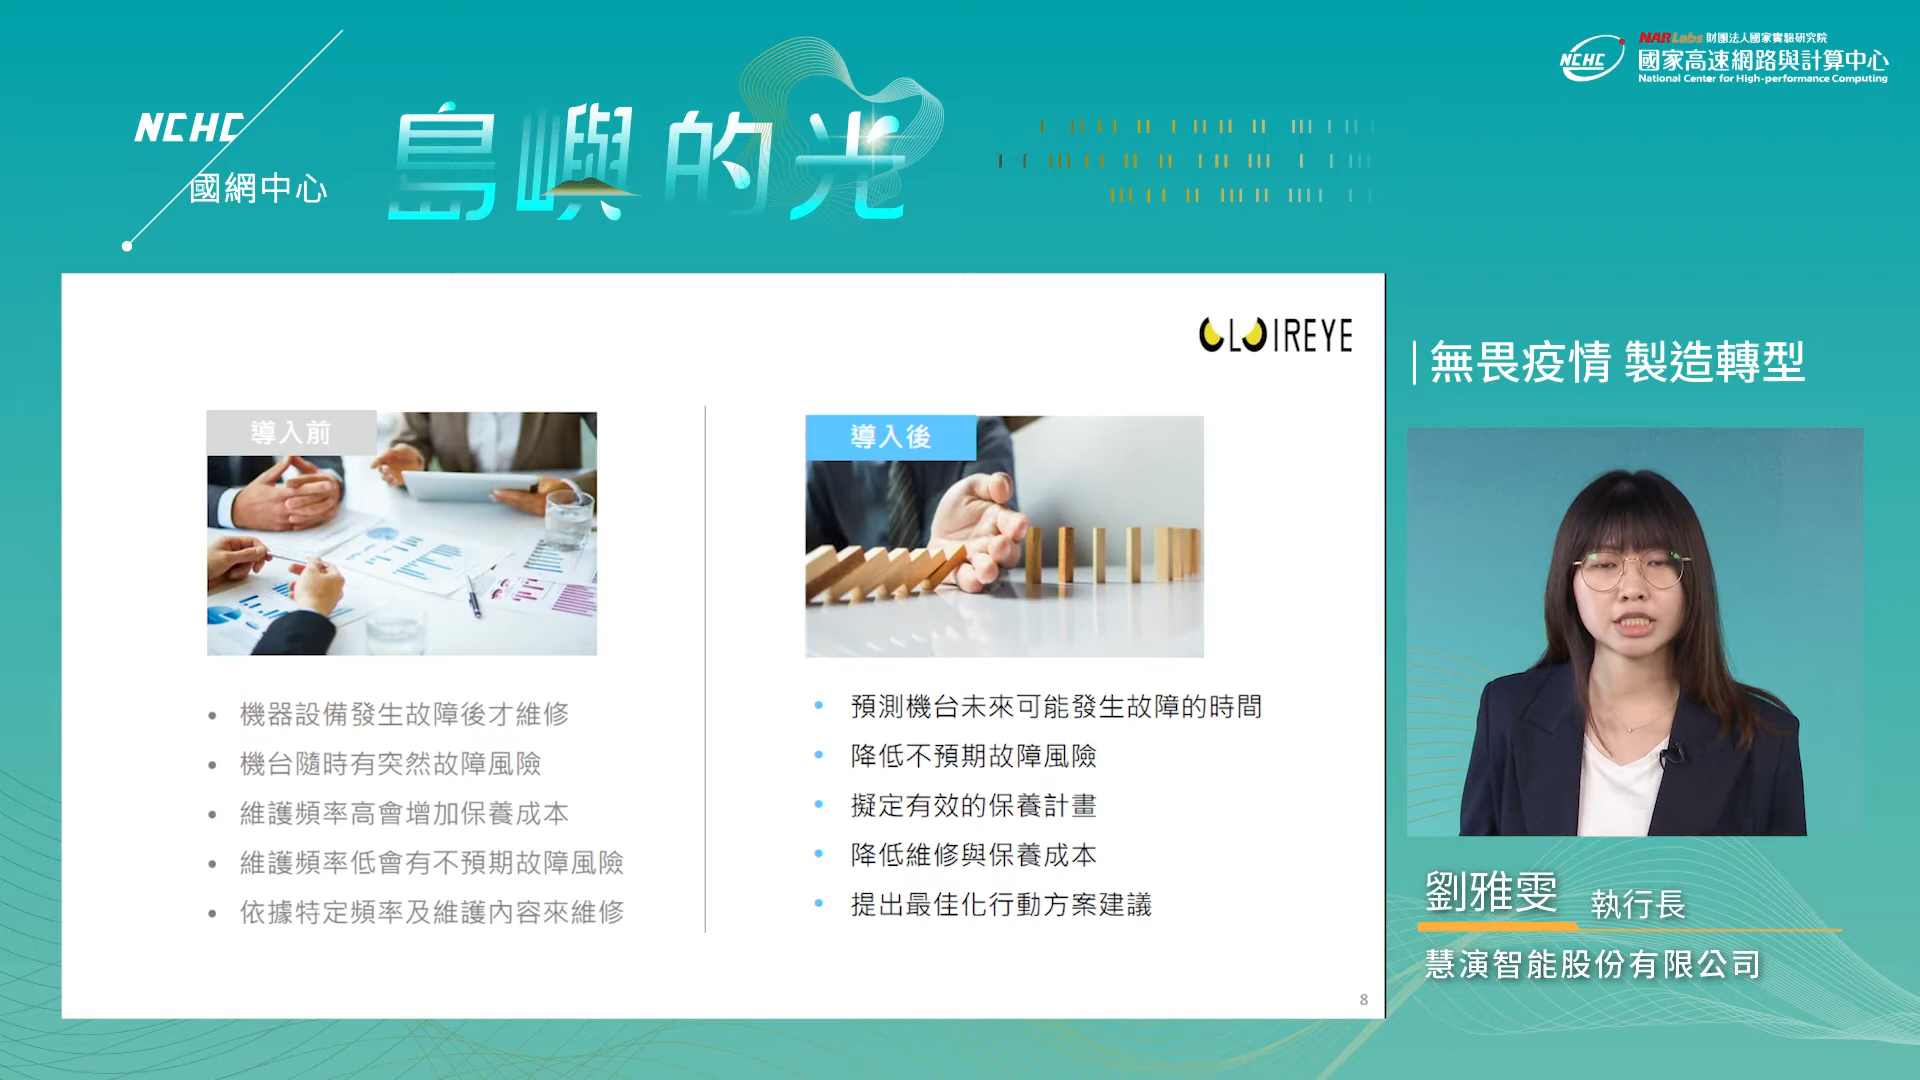 NCHC
國網中心
島嶼的光
NCHC
NARLabs 財團法人國家實驗研究院
國家高速網路與計算中心
National Center for High-performance Computing
CLOIREYE
導入前
機器設備發生故障後才維修
機台隨時有突然故障風險
維護頻率高會增加保養成本
維護頻率低會有不預期故障風險
依據特定頻率及維護內容來維修
導入後
預測機台未來可能發生故障的時間
降低不預期故障風險
擬定有效的保養計畫
降低維修與保養成本
提出最佳化行動方案建議
8
無畏疫情 製造轉型
劉雅雯 執行長
慧演智能股份有限公司